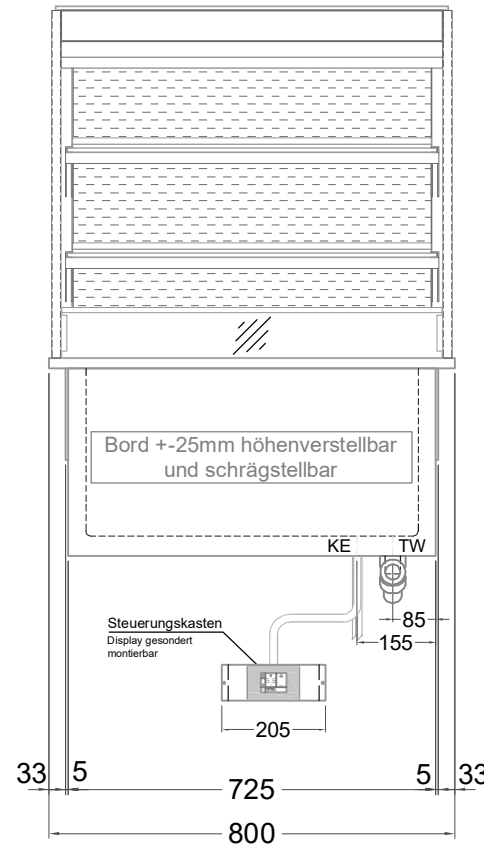 Bord +-25mm höhenverstellbar
und schrägstellbar
KE TW
85
155
Steuerungskasten
Display gesondert
montierbar
205
33 5 725 5 33
800